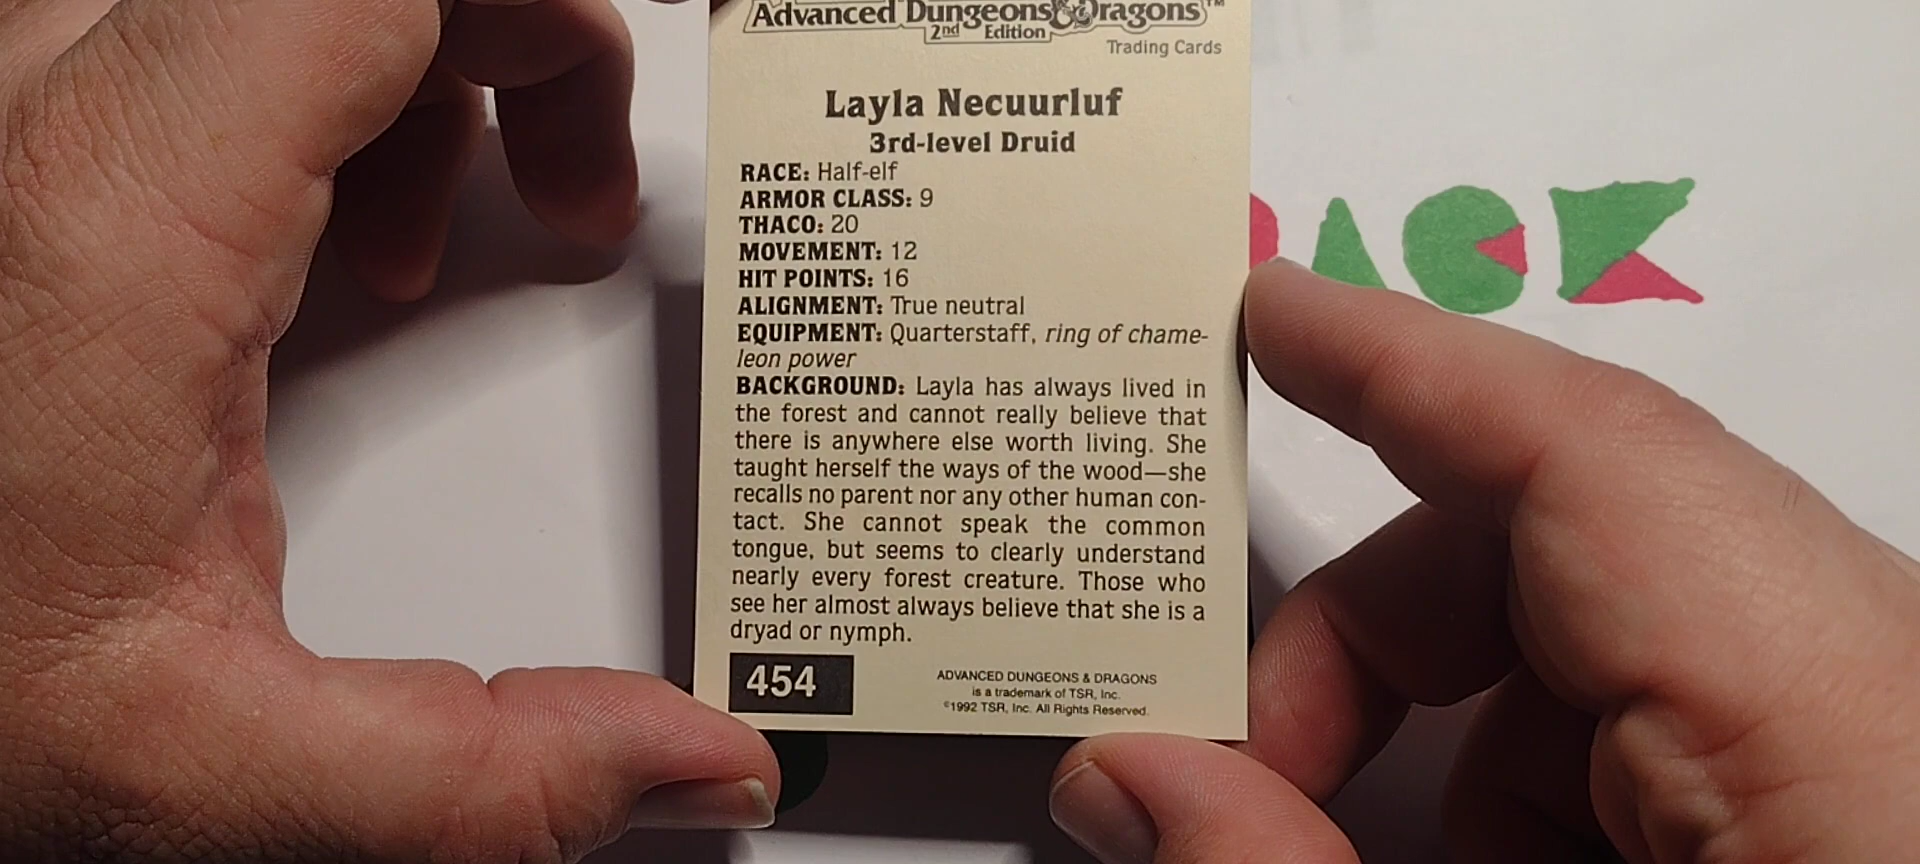 Advanced Dungeons & Dragons™
2nd Edition
Trading Cards
Layla Necuurluf
3rd-level Druid
RACE: Half-elf
ARMOR CLASS: 9
THACO: 20
MOVEMENT: 12
HIT POINTS: 16
ALIGNMENT: True neutral
EQUIPMENT: Quarterstaff, ring of chame-
leon power
BACKGROUND: Layla has always lived in
the forest and cannot really believe that
there is anywhere else worth living. She
taught herself the ways of the wood—she
recalls no parent nor any other human con-
tact. She cannot speak the common
tongue, but seems to clearly understand
nearly every forest creature. Those who
see her almost always believe that she is a
dryad or nymph.
454
ADVANCED DUNGEONS & DRAGONS
is a trademark of TSR, Inc.
©1992 TSR, Inc. All Rights Reserved.